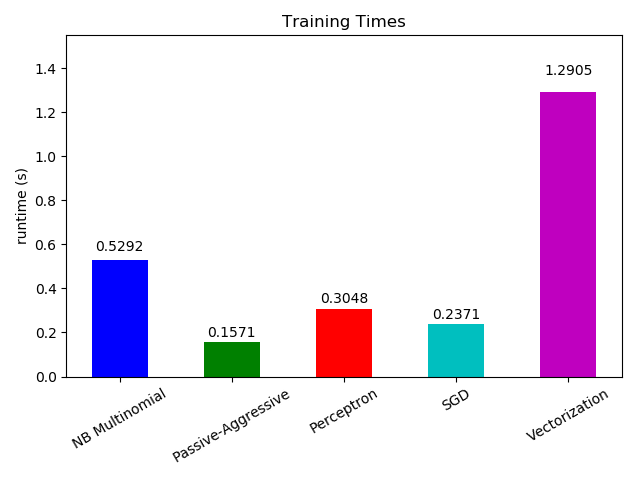 Training Times
runtime (s)
1.4
1.2
1.0
0.8
0.6
0.4
0.2
0.0
0.5292
0.1571
0.3048
0.2371
1.2905
NB Multinomial
Passive-Aggressive
Perceptron
SGD
Vectorization